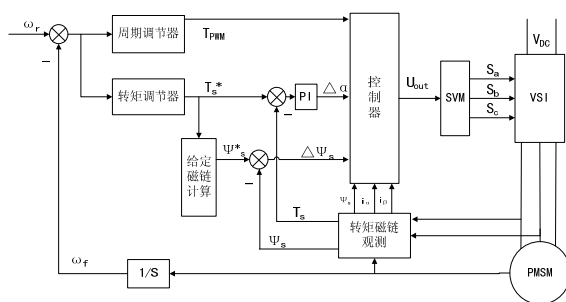 ω_r
周期调节器
T_PWM
控制器
V_DC
转矩调节器
T_s*
PI
△α
U_out
SVM
S_a
S_b
S_c
VSI
给定磁链计算
Ψ*_s
△Ψ_s
Ψ_s
i_α
i_β
T_s
Ψ_s
转矩磁链观测
ω_f
1/S
PMSM
−
−
−